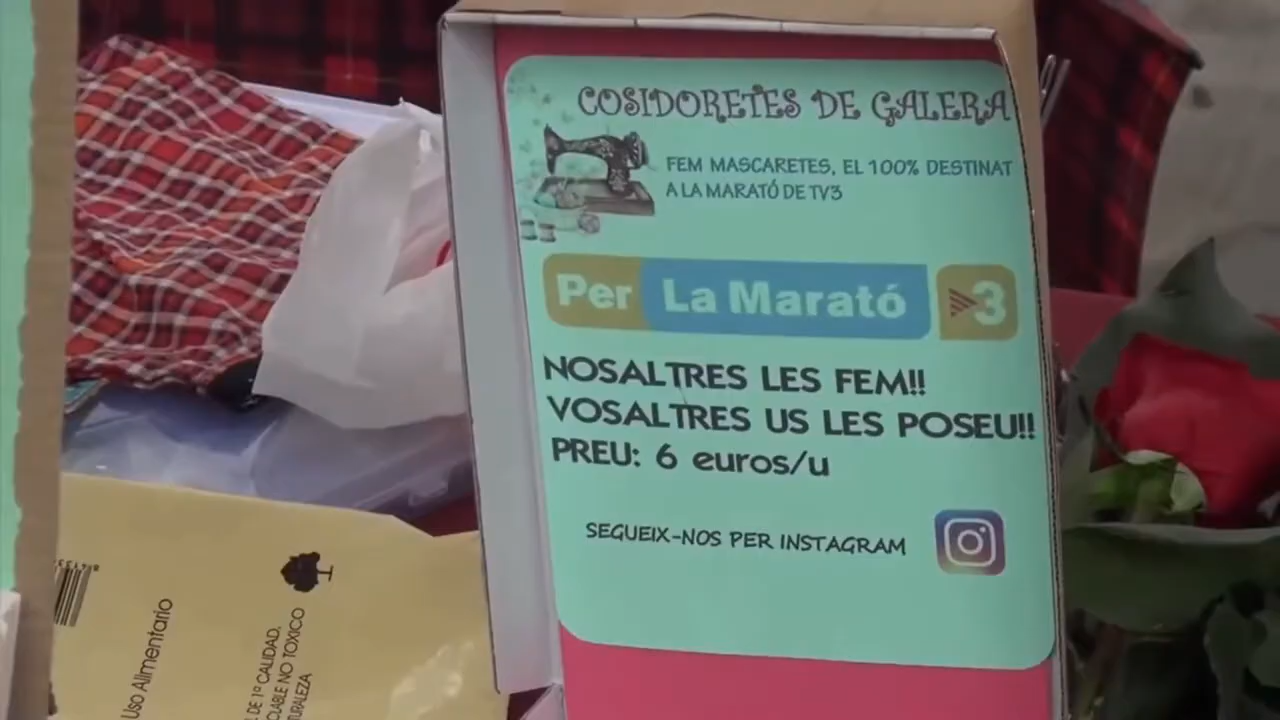 COSIDORETES DE GALERA
FEM MASCARETES, EL 100% DESTINAT
A LA MARATÓ DE TV3
Per La Marató 3
NOSALTRES LES FEM!!
VOSALTRES US LES POSEU!!
PREU: 6 euros/u
SEGUEIX-NOS PER INSTAGRAM
Uso Alimentario
DE 1ª CALIDAD,
NO TOXICO